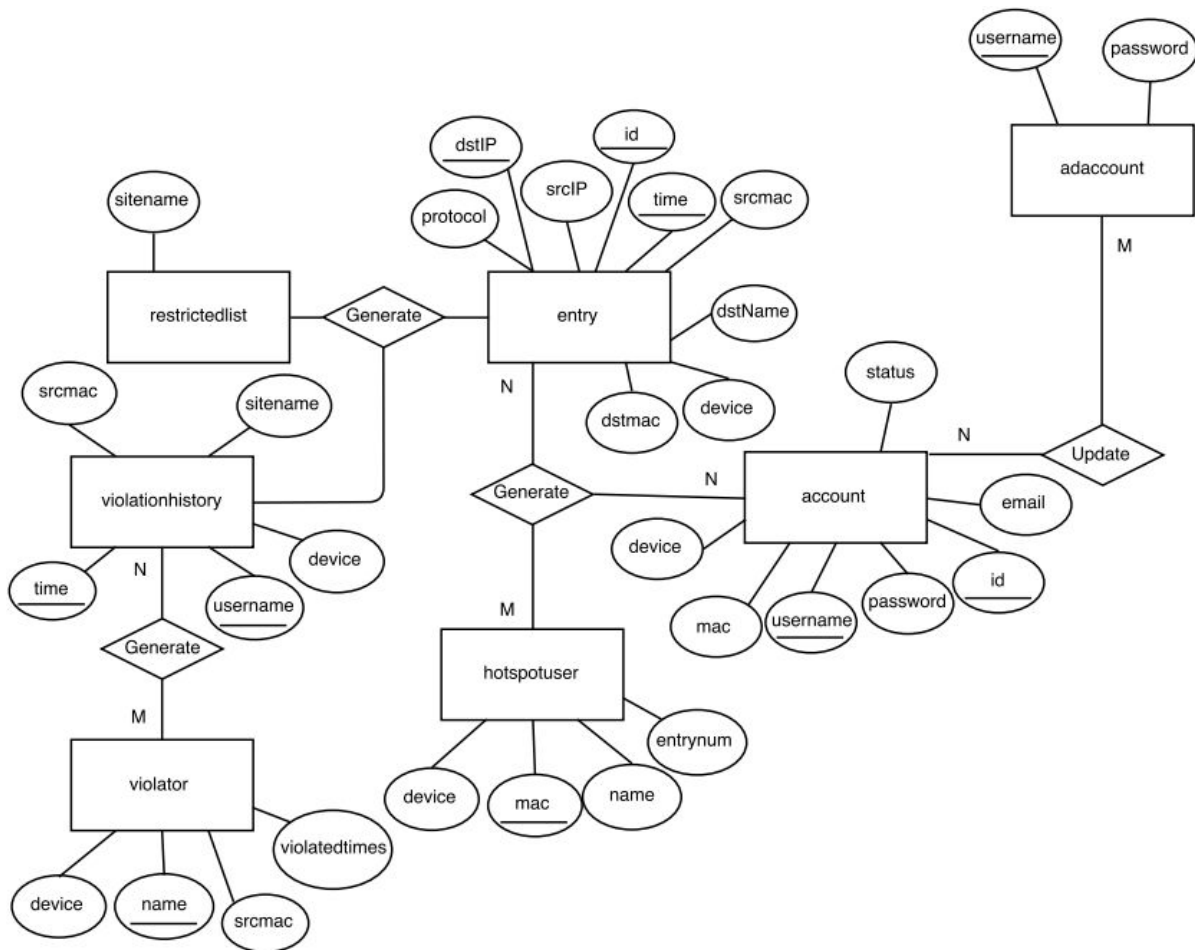 username
password
adaccount
M
dstIP
id
srcIP
time
srcmac
protocol
sitename
restrictedlist
Generate
entry
dstName
N
dstmac
device
status
srcmac
sitename
violationhistory
N
Update
N
Generate
account
email
device
device
time
N
username
mac
username
password
id
Generate
M
hotspotuser
M
entrynum
violator
device
mac
name
violatedtimes
device
name
srcmac